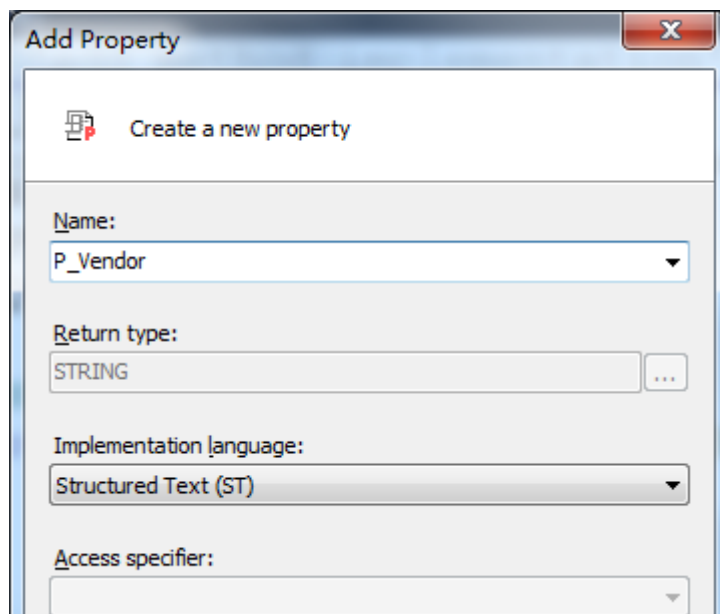 Add Property
Create a new property
Name:
P_Vendor
Return type:
STRING
...
Implementation language:
Structured Text (ST)
Access specifier: